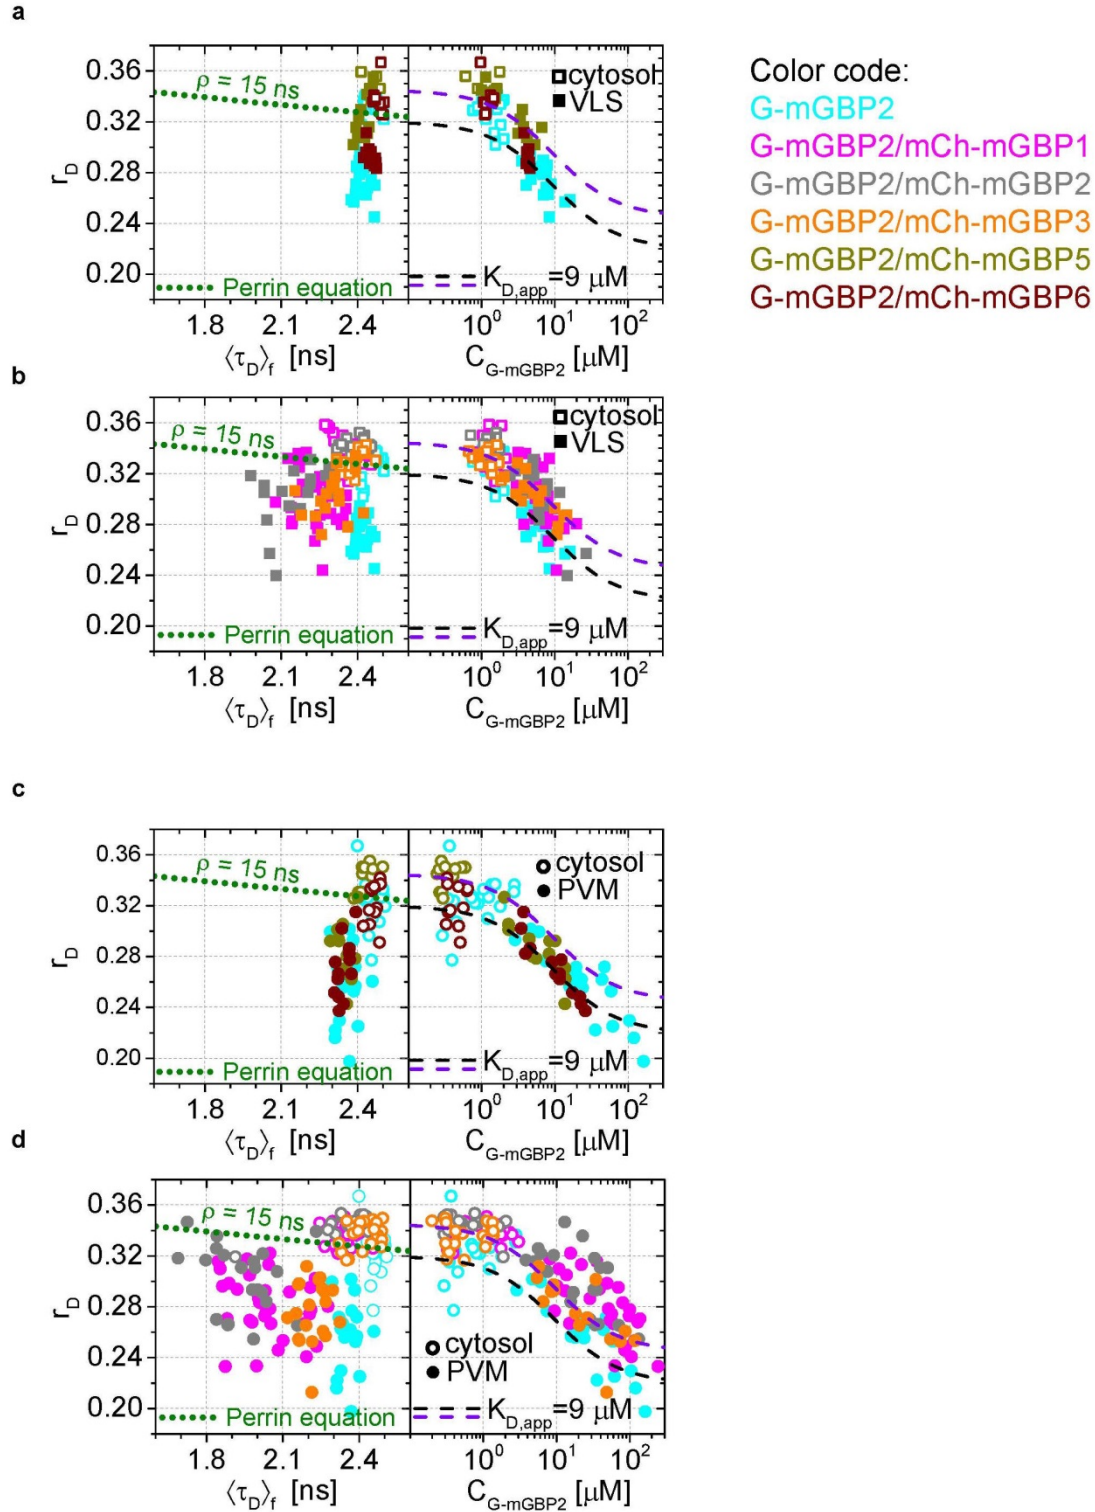 a
0.36
0.32
0.28
0.24
0.20
r_D
ρ = 15 ns
Perrin equation
cytosol
VLS
K_D,app =9 μM
1.8 2.1 2.4
10^0 10^1 10^2
⟨τ_D⟩_f [ns]
C_G-mGBP2 [μM]
Color code:
G-mGBP2
G-mGBP2/mCh-mGBP1
G-mGBP2/mCh-mGBP2
G-mGBP2/mCh-mGBP3
G-mGBP2/mCh-mGBP5
G-mGBP2/mCh-mGBP6
b
0.36
0.32
0.28
0.24
0.20
r_D
ρ = 15 ns
Perrin equation
cytosol
VLS
K_D,app =9 μM
1.8 2.1 2.4
10^0 10^1 10^2
⟨τ_D⟩_f [ns]
C_G-mGBP2 [μM]
c
0.36
0.32
0.28
0.24
0.20
r_D
ρ = 15 ns
Perrin equation
cytosol
PVM
K_D,app =9 μM
1.8 2.1 2.4
10^0 10^1 10^2
⟨τ_D⟩_f [ns]
C_G-mGBP2 [μM]
d
0.36
0.32
0.28
0.24
0.20
r_D
ρ = 15 ns
Perrin equation
cytosol
PVM
K_D,app =9 μM
1.8 2.1 2.4
10^0 10^1 10^2
⟨τ_D⟩_f [ns]
C_G-mGBP2 [μM]